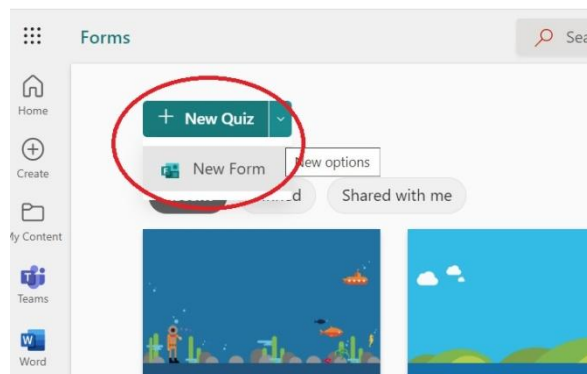 Forms
Sea
Home
+ New Quiz
Create
New Form
New options
Shared with me
My Content
Teams
W
Word